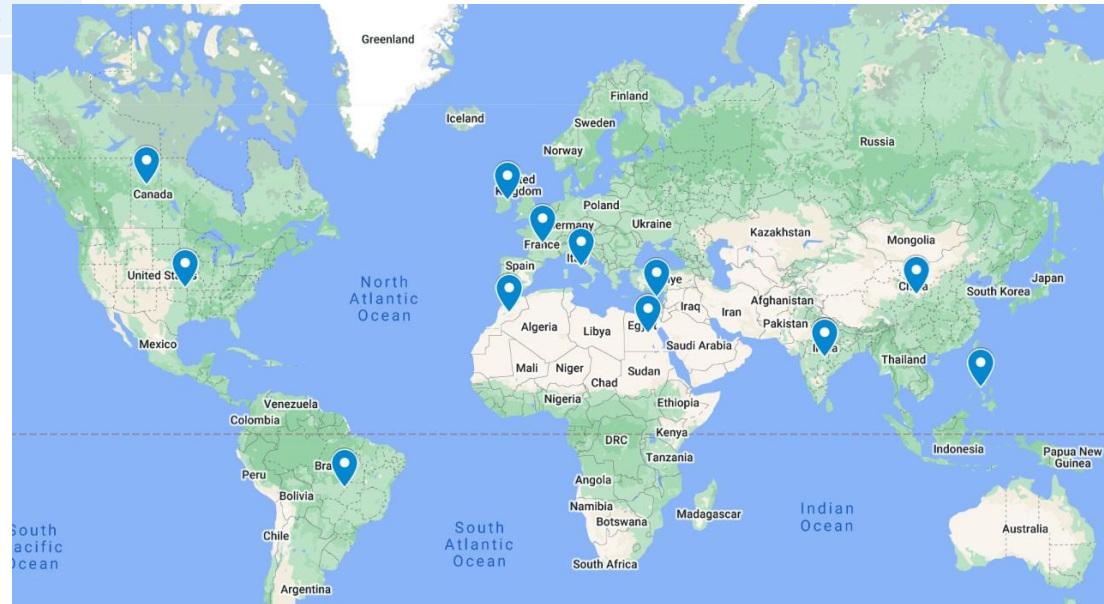 Greenland
Finland
Iceland
Sweden
Russia
Norway
Canada
Poland
Ukraine
Kazakhstan
Mongolia
France
Spain
United
Japan
South Korea
North
Atlantic
Ocean
Iraq
Iran
Afghanistan
Pakistan
Algeria
Libya
Mexico
Saudi Arabia
Thailand
Mali
Niger
Sudan
Chad
Nigeria
Ethiopia
Venezuela
Colombia
DRC
Kenya
Indonesia
Papua New
Guinea
Tanzania
Peru
Bolivia
Angola
Namibia
Botswana
Madagascar
Indian
Ocean
Australia
South
Atlantic
Ocean
Chile
South Africa
Argentina